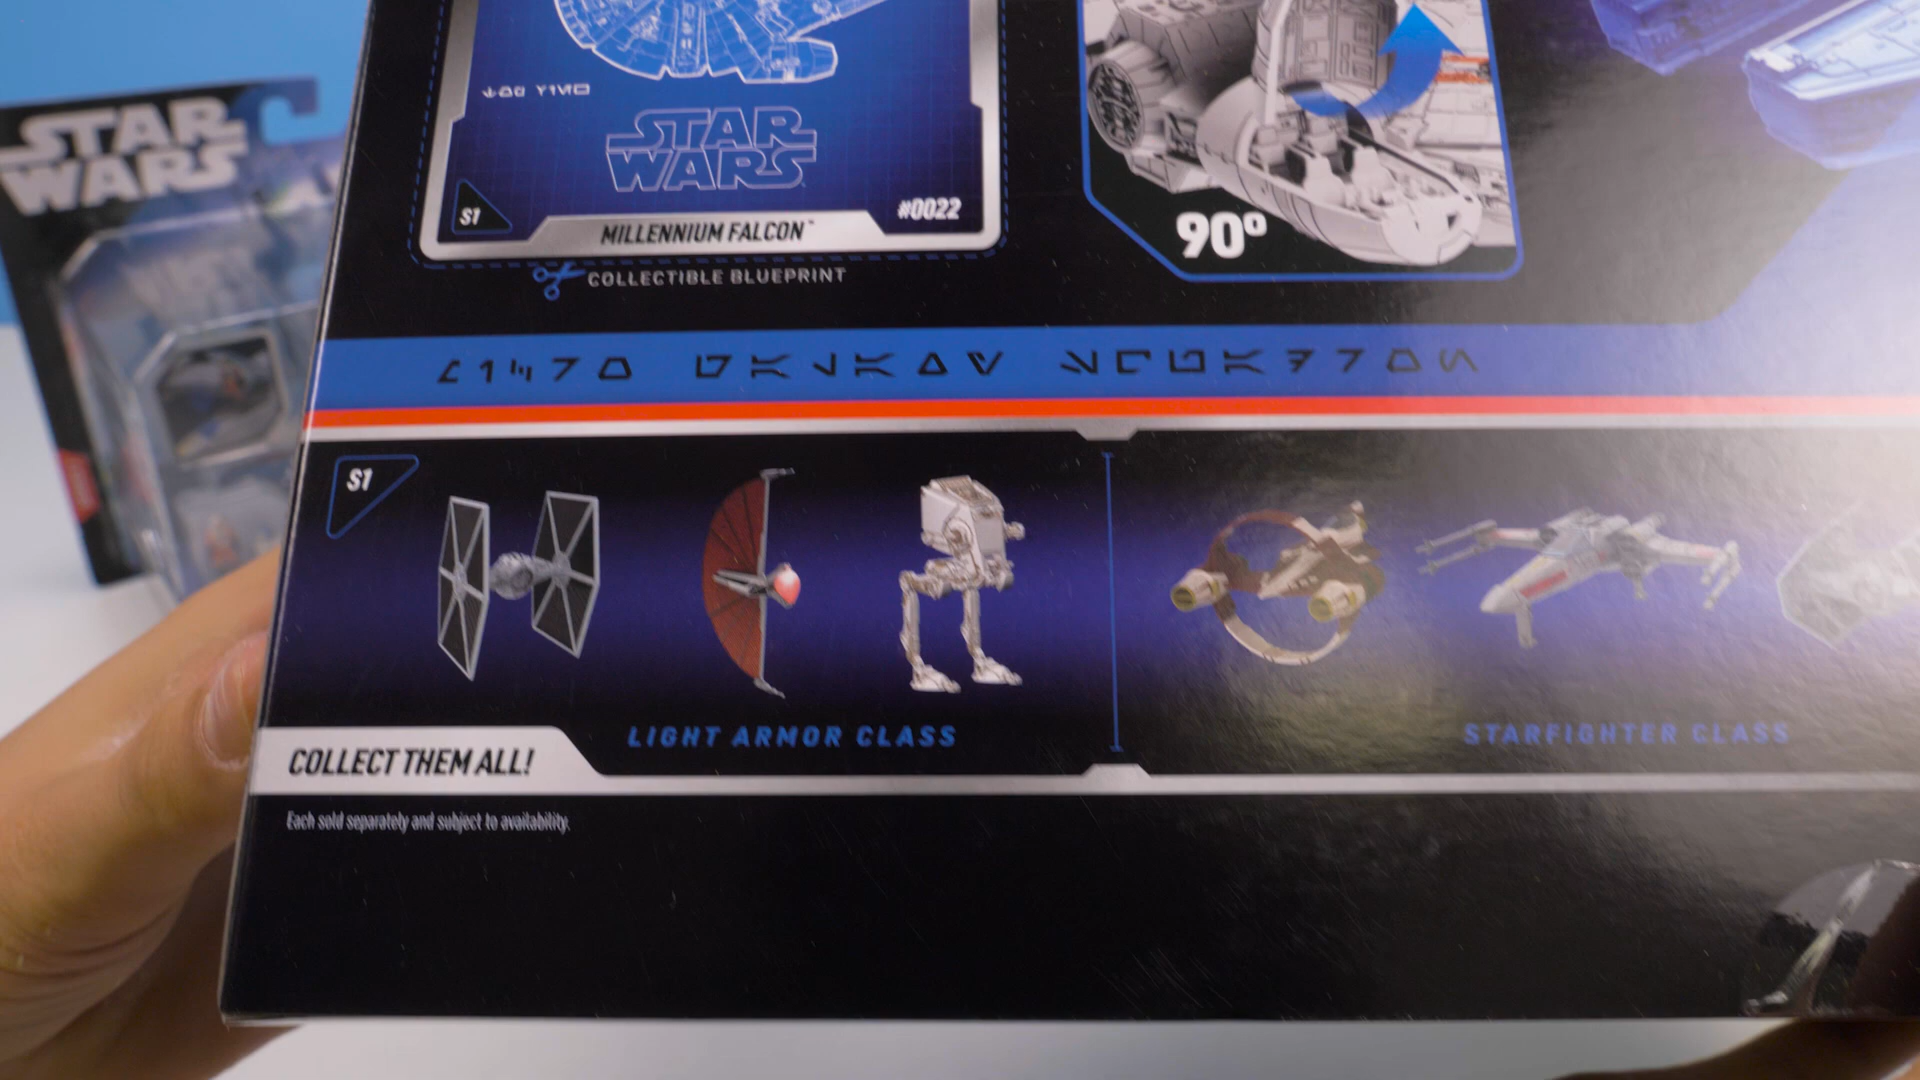 STAR
WARS
STAR
WARS
S1
#0022
MILLENNIUM FALCON™
COLLECTIBLE BLUEPRINT
90°
S1
LIGHT ARMOR CLASS
STARFIGHTER CLASS
COLLECT THEM ALL!
Each sold separately and subject to availability.